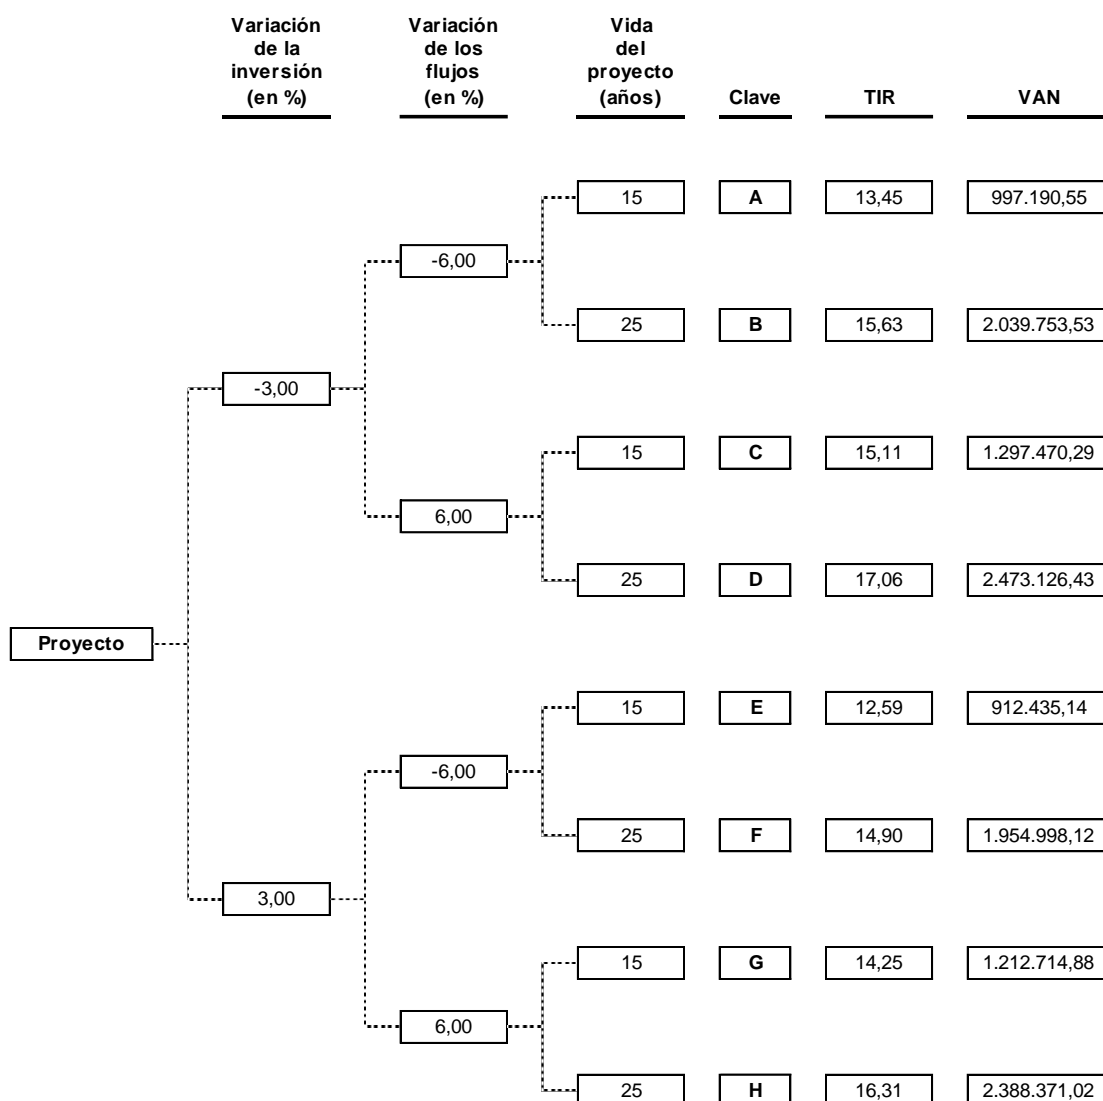 Variación
de la
inversión
(en %)
Variación
de los
flujos
(en %)
Vida
del
proyecto
(años)
Clave
TIR
VAN
15 A 13,45 997.190,55
-6,00
25 B 15,63 2.039.753,53
-3,00
15 C 15,11 1.297.470,29
6,00
25 D 17,06 2.473.126,43
Proyecto
15 E 12,59 912.435,14
-6,00
25 F 14,90 1.954.998,12
3,00
15 G 14,25 1.212.714,88
6,00
25 H 16,31 2.388.371,02